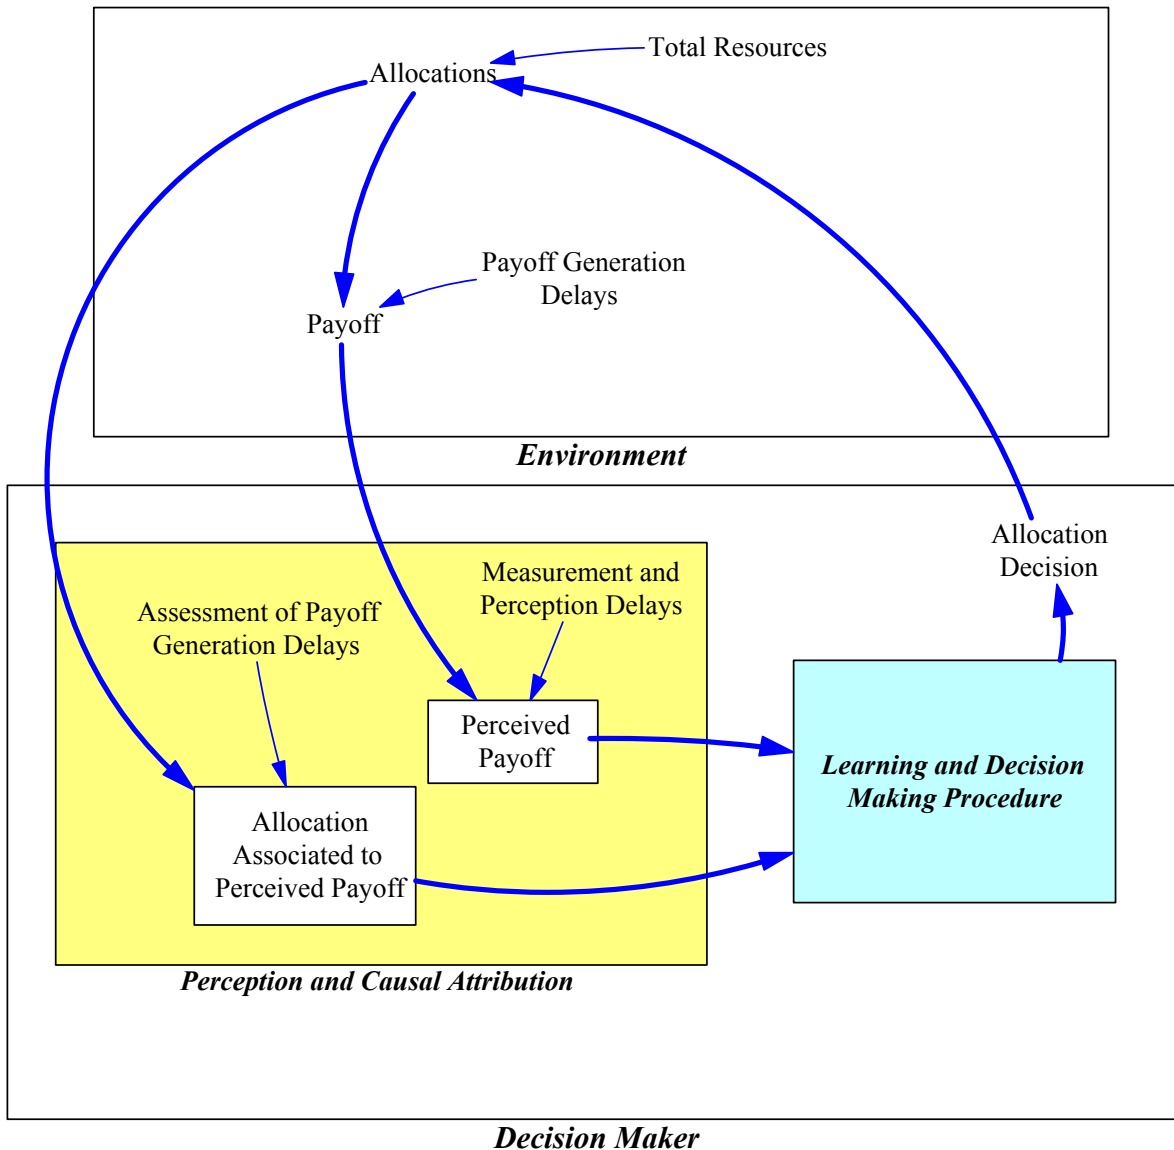 Total Resources
Allocations
Payoff Generation
Delays
Payoff
Environment
Allocation
Decision
Measurement and
Perception Delays
Assessment of Payoff
Generation Delays
Perceived
Payoff
Learning and Decision
Making Procedure
Allocation
Associated to
Perceived Payoff
Perception and Causal Attribution
Decision Maker